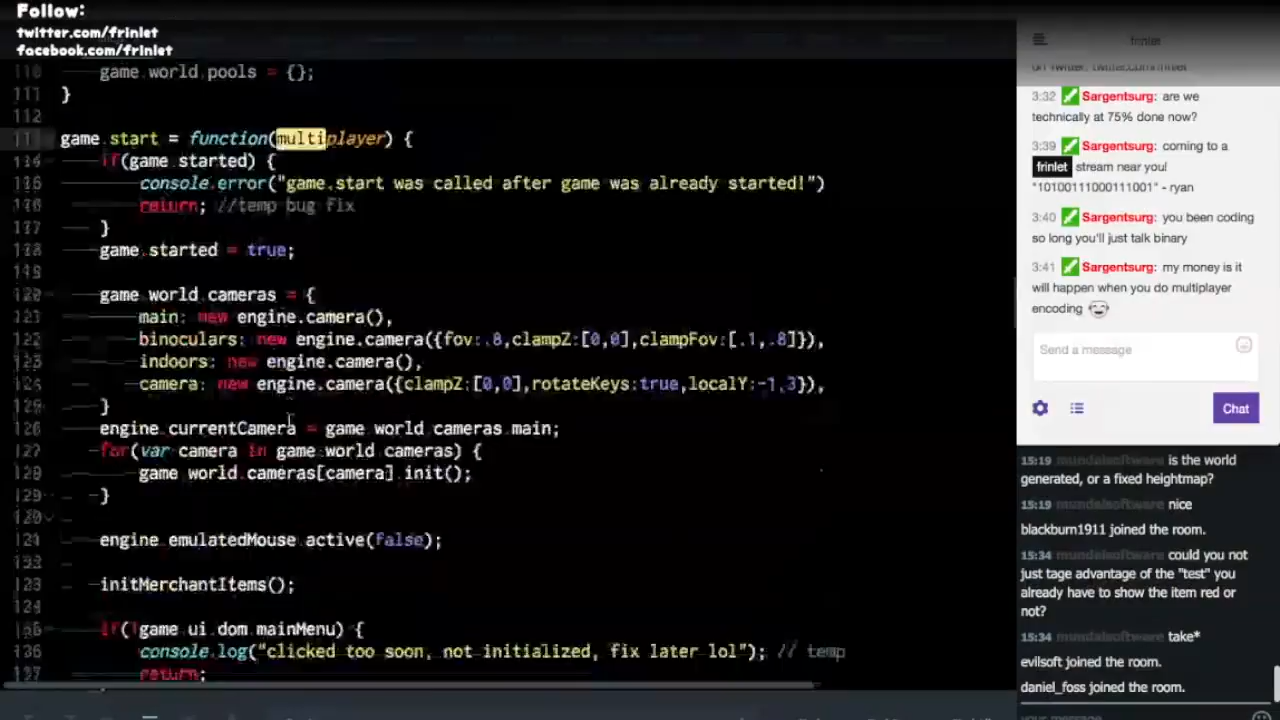 Follow:
twitter.com/frinlet
facebook.com/frinlet
110 game.world.pools = {};
111 }
112
113 game.start = function(multiplayer) {
114 if(game.started) {
115 console.error("game.start was called after game was already started!")
116 return; //temp bug fix
117 }
118 game.started = true;
119
120 game.world.cameras = {
121 main: new engine.camera(),
122 binoculars: new engine.camera({fov:.8,clampZ:[0,0],clampFov:[.1,.8]}),
123 indoors: new engine.camera(),
124 camera: new engine.camera({clampZ:[0,0],rotateKeys:true,localY:-1.3}),
125 }
126 engine.currentCamera = game.world.cameras.main;
127 for(var camera in game.world.cameras) {
128 game.world.cameras[camera].init();
129 }
130
131 engine.emulatedMouse.active(false);
132
133 initMerchantItems();
134
135 if(!game.ui.dom.mainMenu) {
136 console.log("clicked too soon, not initialized, fix later lol"); // temp
137 return;
frinlet
on Twitter: twitter.com/frinlet
3:32 Sargentsurg: are we
technically at 75% done now?
3:39 Sargentsurg: coming to a
frinlet stream near you!
"10100111000111001" - ryan
3:40 Sargentsurg: you been coding
so long you'll just talk binary
3:41 Sargentsurg: my money is it
will happen when you do multiplayer
encoding
Send a message
Chat
15:19 mundalsoftware is the world
generated, or a fixed heightmap?
15:19 mundalsoftware nice
blackburn1911 joined the room.
15:34 mundalsoftware could you not
just tage advantage of the "test" you
already have to show the item red or
not?
15:34 mundalsoftware take*
evilsoft joined the room.
daniel_foss joined the room.
your message